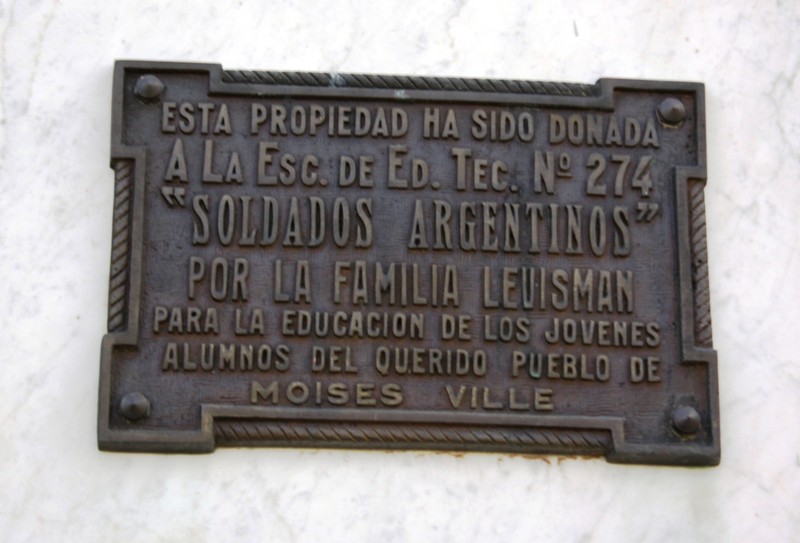 ESTA PROPIEDAD HA SIDO DONADA
A LA ESC. DE ED. TEC. Nº 274
"SOLDADOS ARGENTINOS"
POR LA FAMILIA LEVISMAN
PARA LA EDUCACION DE LOS JOVENES
ALUMNOS DEL QUERIDO PUEBLO DE
MOISES VILLE